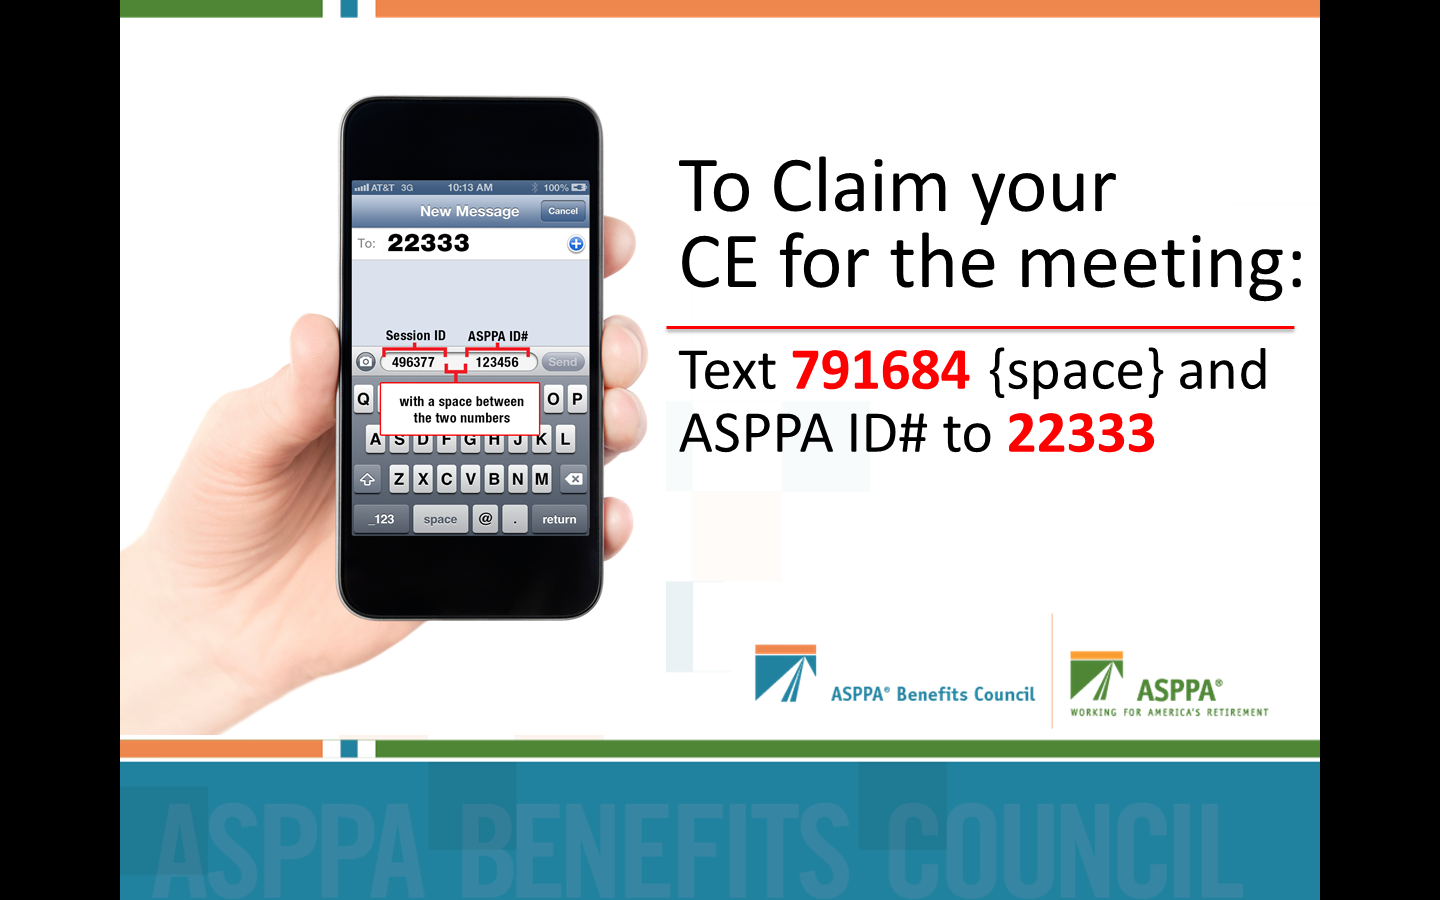 AT&T 3G 10:13 AM 100%
New Message Cancel
To: 22333
Session ID ASPPA ID#
496377 123456 Send
with a space between
the two numbers
Q O P
A S D F G H J K L
Z X C V B N M
_123 space @ . return
To Claim your
CE for the meeting:
Text 791684 {space} and
ASPPA ID# to 22333
ASPPA® Benefits Council
ASPPA®
WORKING FOR AMERICA'S RETIREMENT
ASPPA BENEFITS COUNCIL